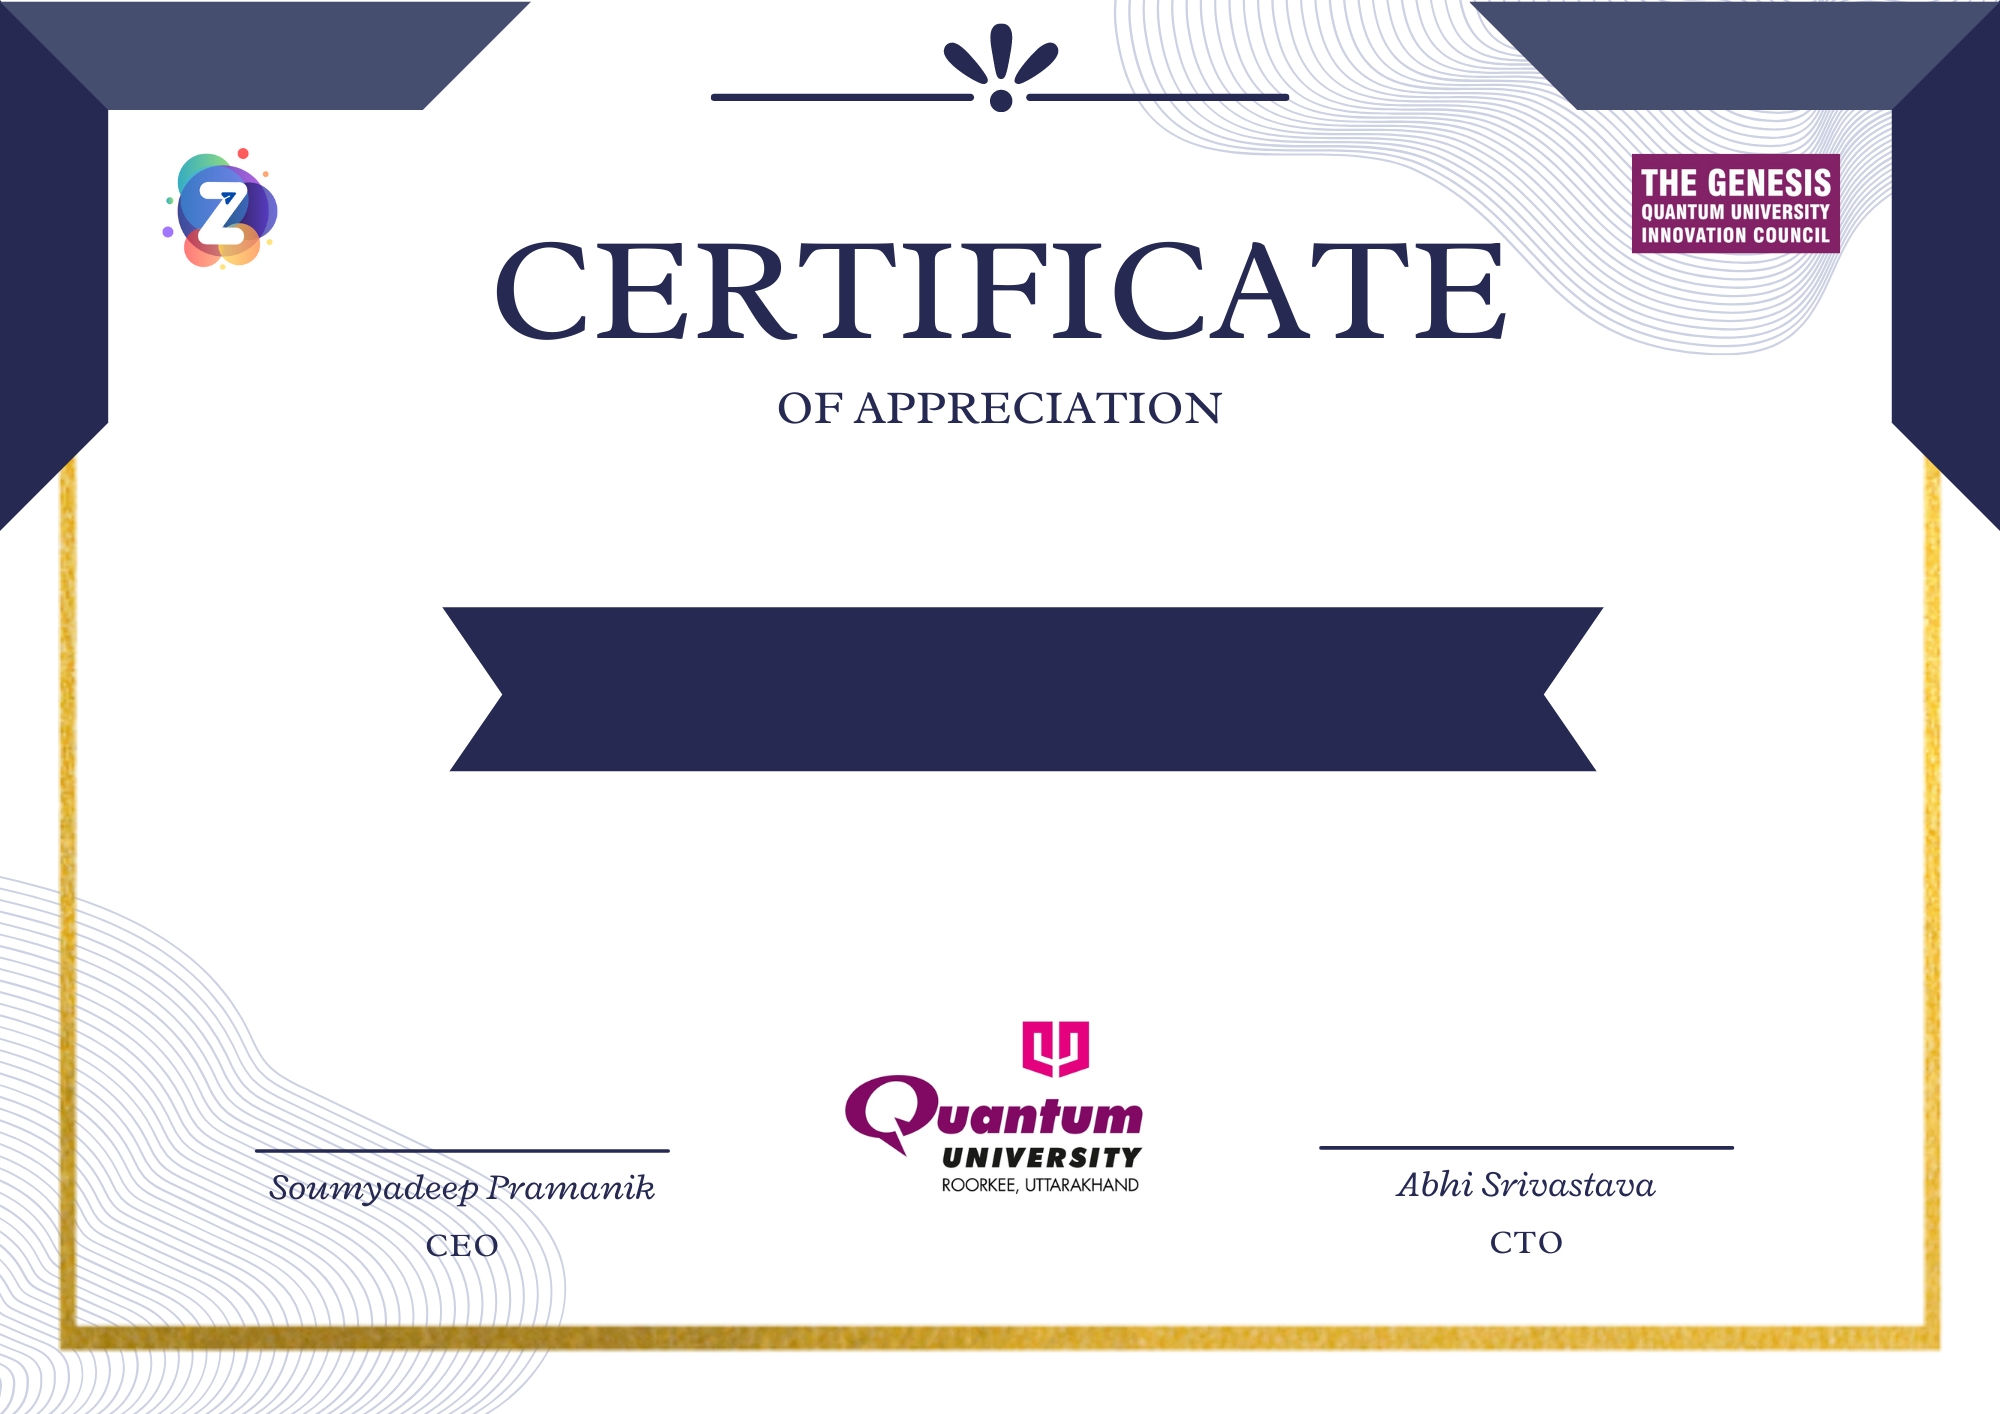 Z
THE GENESIS
QUANTUM UNIVERSITY
INNOVATION COUNCIL
CERTIFICATE
OF APPRECIATION
Quantum
UNIVERSITY
ROORKEE, UTTARAKHAND
Soumyadeep Pramanik
CEO
Abhi Srivastava
CTO